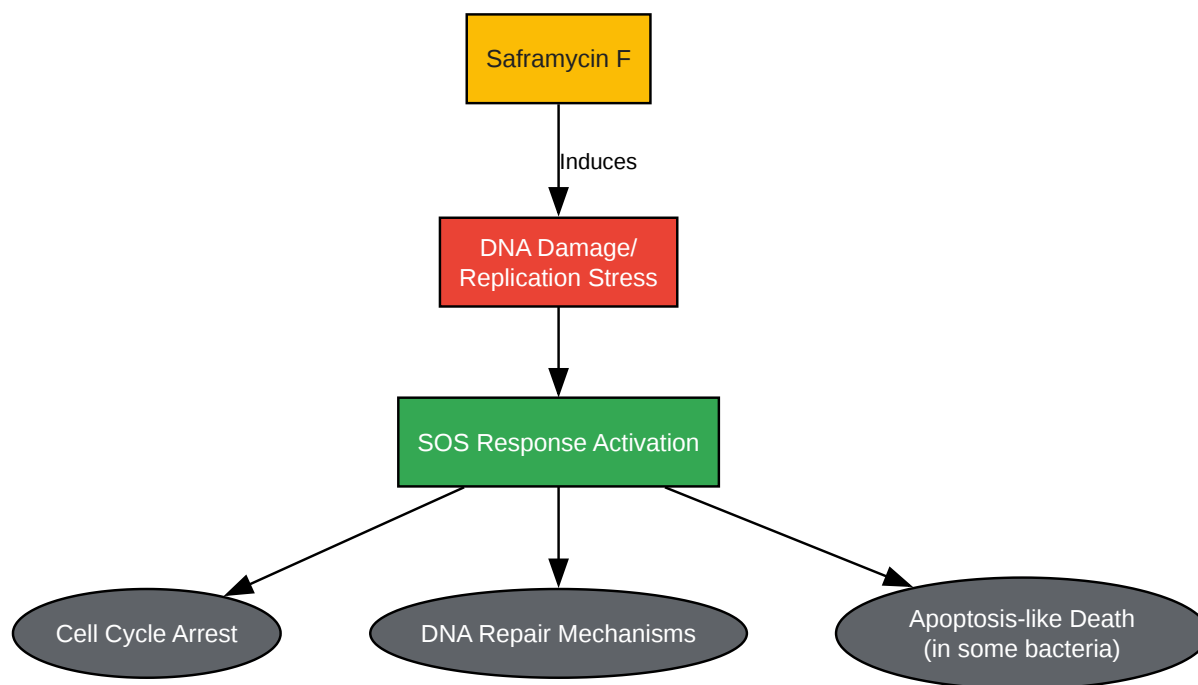 Saframycin F
Induces
DNA Damage/
Replication Stress
SOS Response Activation
Cell Cycle Arrest
DNA Repair Mechanisms
Apoptosis-like Death
(in some bacteria)